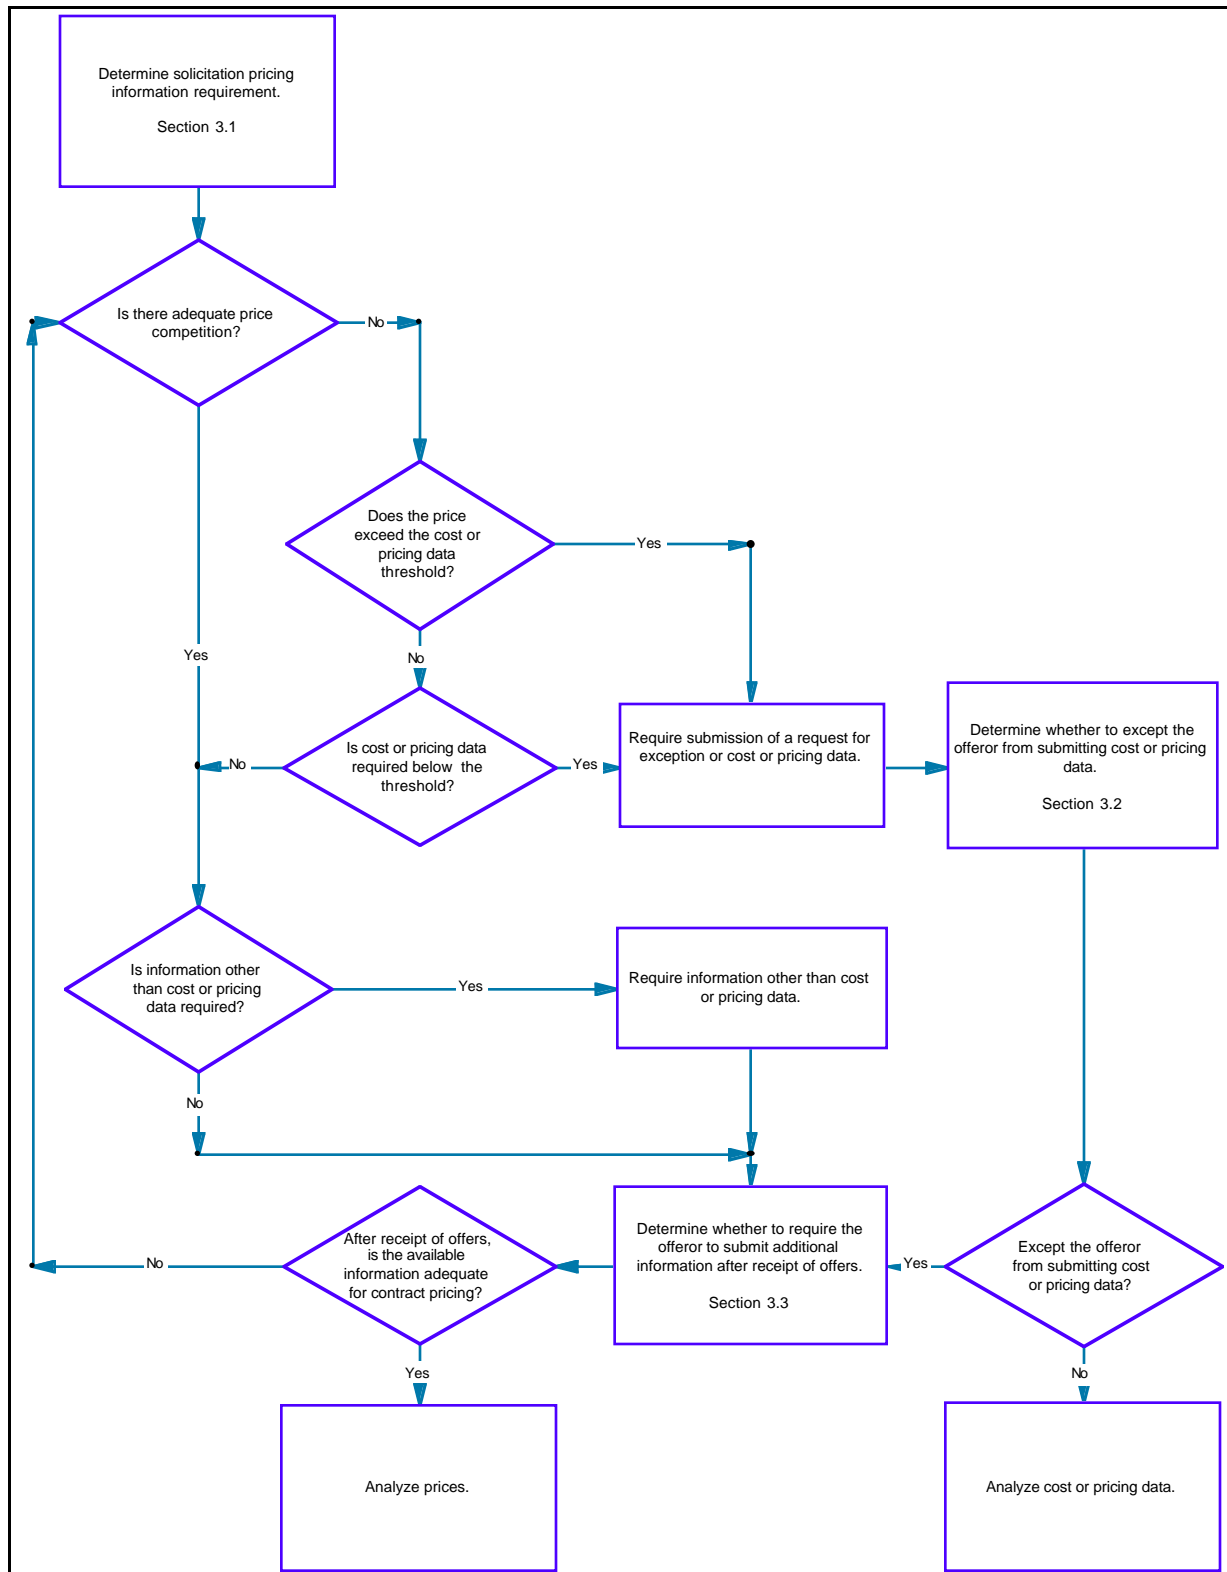 Determine solicitation pricing
information requirement.
Section 3.1
Is there adequate price
competition?
No
Does the price
exceed the cost or
pricing data
threshold?
Yes
Yes
No
Is cost or pricing data
required below the
threshold?
No
Yes
Require submission of a request for
exception or cost or pricing data.
Determine whether to except the
offeror from submitting cost or pricing
data.
Section 3.2
Is information other
than cost or pricing
data required?
Yes
Require information other than cost
or pricing data.
No
After receipt of offers,
is the available
information adequate
for contract pricing?
No
Determine whether to require the
offeror to submit additional
information after receipt of offers.
Section 3.3
Yes
Except the offeror
from submitting cost
or pricing data?
Yes
No
Analyze prices.
Analyze cost or pricing data.